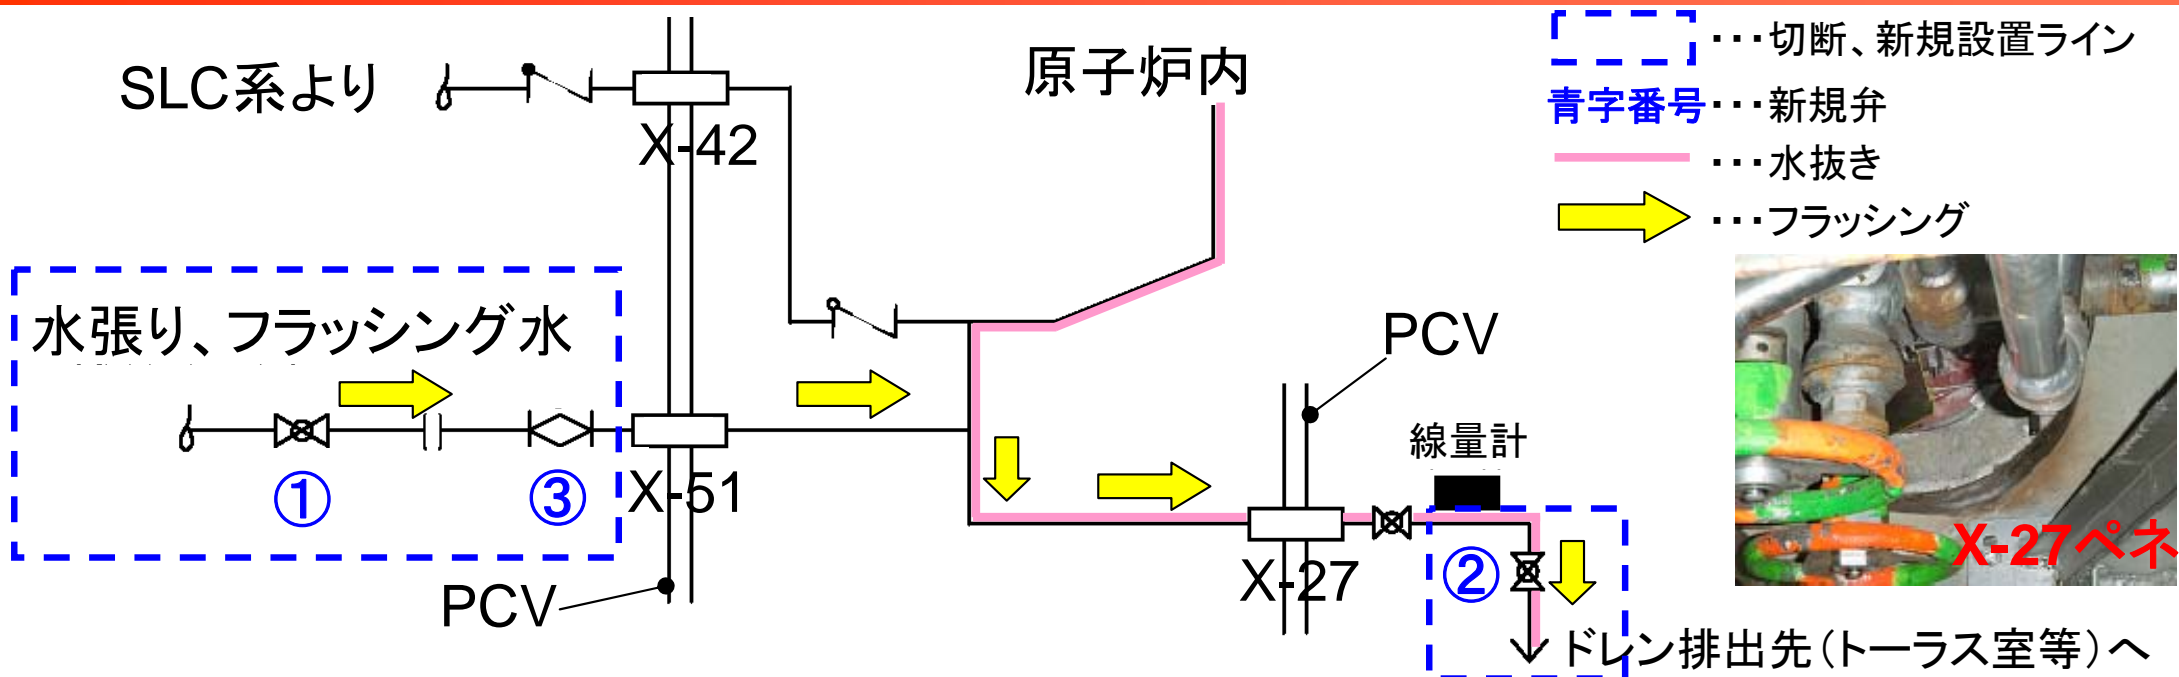 SLC系より
原子炉内
・・・切断、新規設置ライン
青字番号・・・新規弁
・・・水抜き
・・・フラッシング
X-42
水張り、フラッシング水
PCV
線量計
①
③
X-51
②
X-27
X-27ペネ
PCV
ドレン排出先(トーラス室等)へ